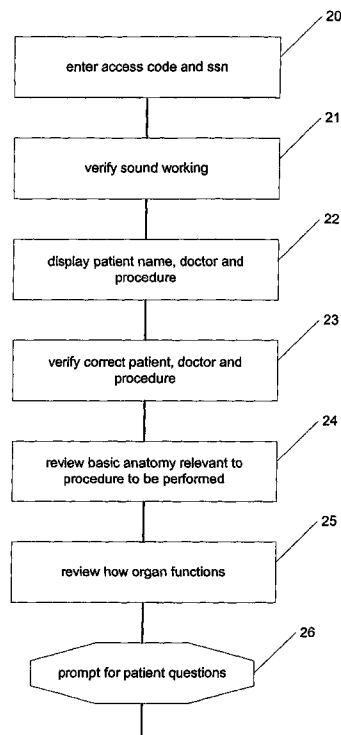 20
enter access code and ssn
21
verify sound working
22
display patient name, doctor and
procedure
23
verify correct patient, doctor and
procedure
24
review basic anatomy relevant to
procedure to be performed
25
review how organ functions
26
prompt for patient questions